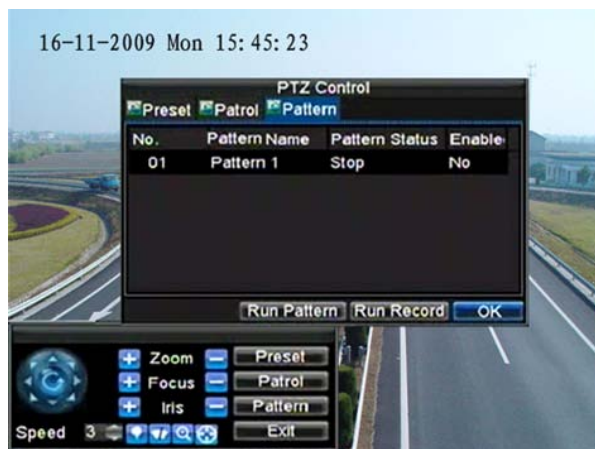 16-11-2009 Mon 15:45:23
PTZ Control
Preset Patrol Pattern
No. Pattern Name Pattern Status Enable
01 Pattern 1 Stop No
Run Pattern Run Record OK
Zoom Preset
Focus Patrol
Iris Pattern
Speed 3 Exit